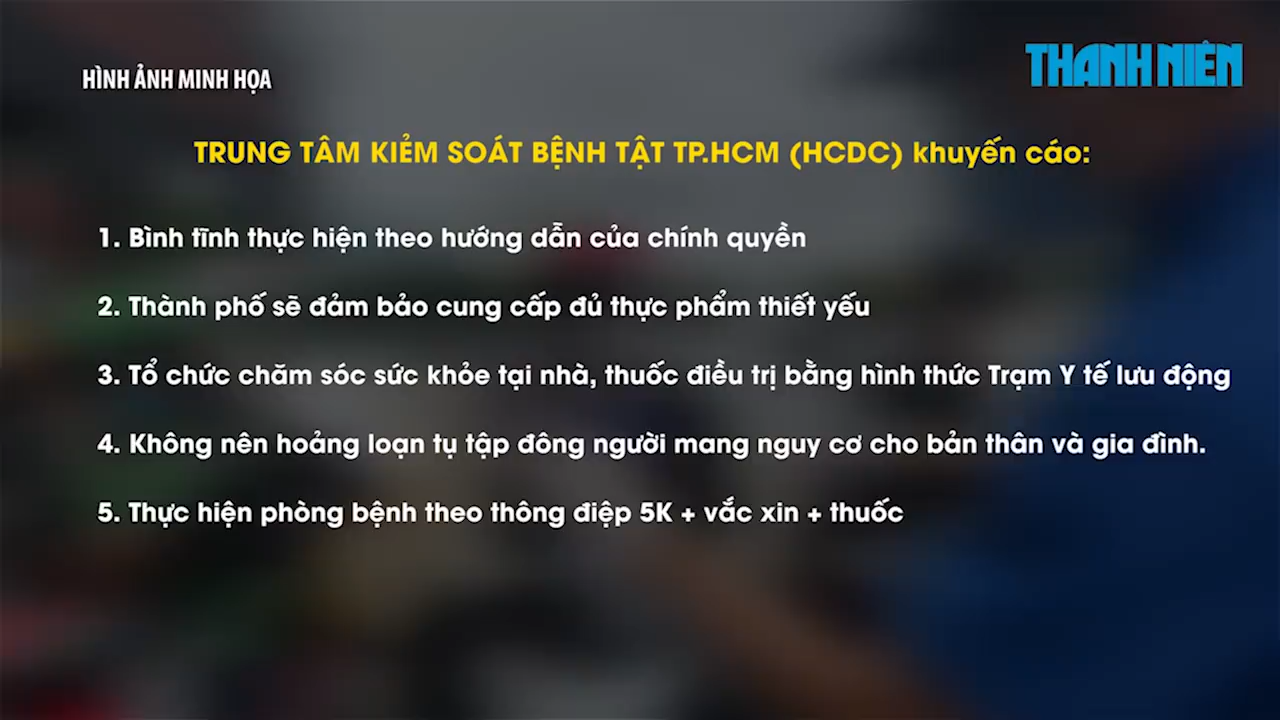 HÌNH ẢNH MINH HỌA
THANH NIÊN
TRUNG TÂM KIỂM SOÁT BỆNH TẬT TP.HCM (HCDC) khuyến cáo:
1. Bình tĩnh thực hiện theo hướng dẫn của chính quyền
2. Thành phố sẽ đảm bảo cung cấp đủ thực phẩm thiết yếu
3. Tổ chức chăm sóc sức khỏe tại nhà, thuốc điều trị bằng hình thức Trạm Y tế lưu động
4. Không nên hoảng loạn tụ tập đông người mang nguy cơ cho bản thân và gia đình.
5. Thực hiện phòng bệnh theo thông điệp 5K + vắc xin + thuốc